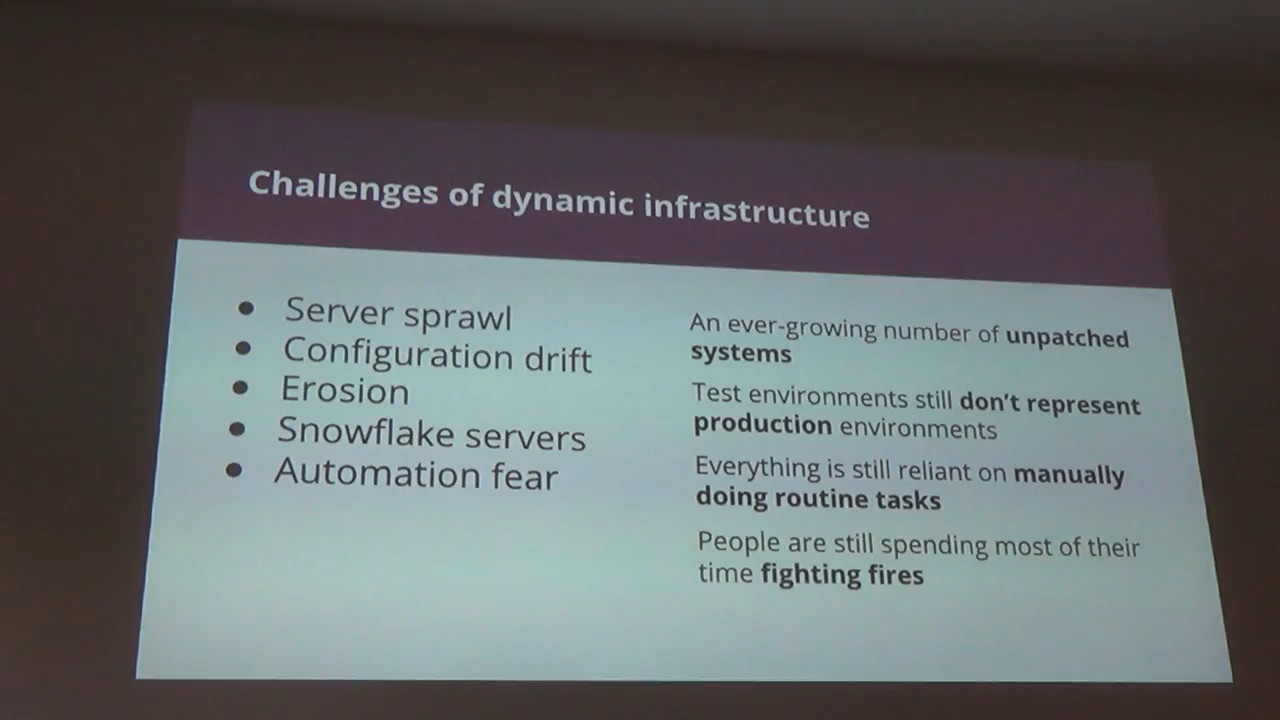 Challenges of dynamic infrastructure
● Server sprawl
● Configuration drift
● Erosion
● Snowflake servers
● Automation fear
An ever-growing number of unpatched
systems
Test environments still don't represent
production environments
Everything is still reliant on manually
doing routine tasks
People are still spending most of their
time fighting fires